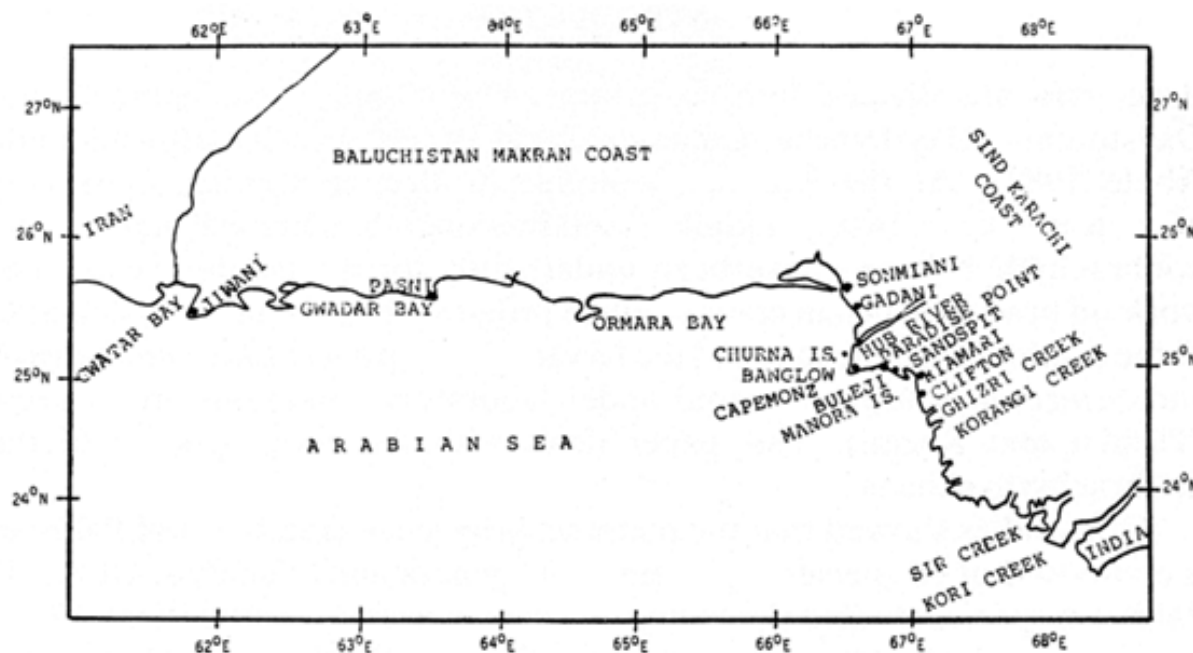 62°E 63°E 64°E 65°E 66°E 67°E 68°E
27°N
27°N
BALUCHISTAN MAKRAN COAST
SIND KARACHI
COAST
IRAN
26°N
26°N
GWATAR BAY
JIWANI
GWADAR BAY
PASNI
ORMARA BAY
SONMIANI
GADANI
HUB RIVER
PARADISE POINT
SANDSPIT
KIAMARI
CLIFTON
GHIZRI CREEK
KORANGI CREEK
CHURNA IS.
BANGLOW
CAPEMONZ
BULEJI
MANORA IS.
25°N
25°N
ARABIAN SEA
24°N
24°N
SIR CREEK
KORI CREEK
INDIA
62°E 63°E 64°E 65°E 66°E 67°E 68°E